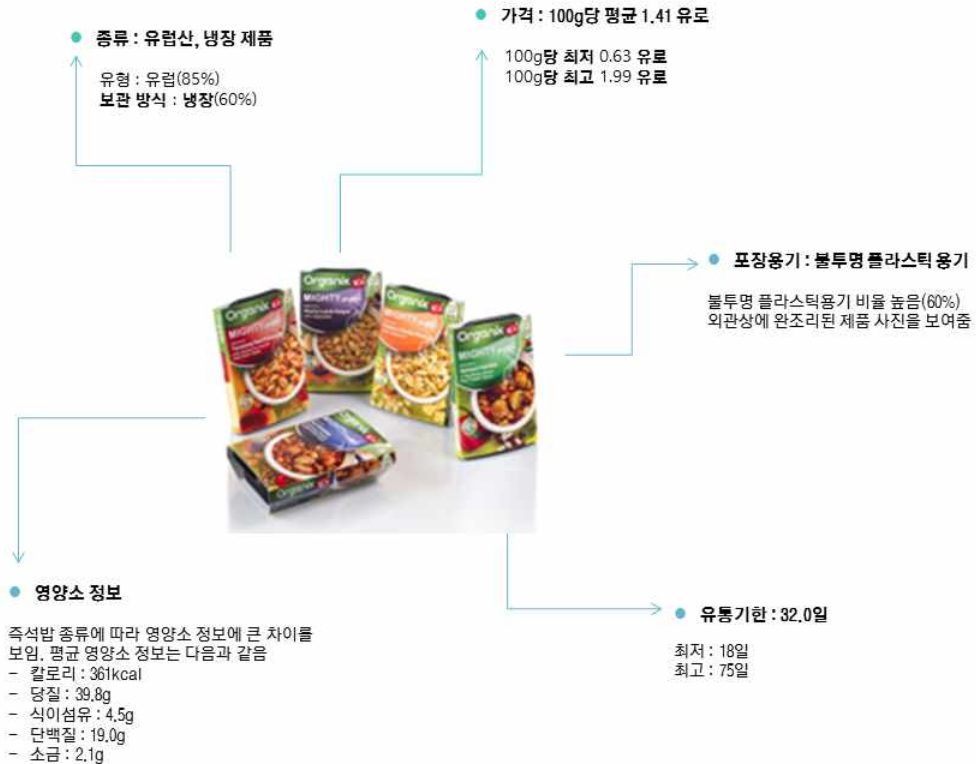 종류 : 유럽산, 냉장 제품
유형 : 유럽(85%)
보관 방식 : 냉장(60%)
가격 : 100g당 평균 1.41 유로
100g당 최저 0.63 유로
100g당 최고 1.99 유로
포장용기 : 불투명 플라스틱 용기
불투명 플라스틱용기 비율 높음(60%)
외관상에 완조리된 제품 사진을 보여줌
Organix
MIGHTY
Organix
MIGHTY
Organix
MIGHTY
Organix
MIGHTY
Organix
영양소 정보
즉석밥 종류에 따라 영양소 정보에 큰 차이를
보임. 평균 영양소 정보는 다음과 같음
- 칼로리 : 361kcal
- 당질 : 39.8g
- 식이섬유 : 4.5g
- 단백질 : 19.0g
- 소금 : 2.1g
유통기한 : 32.0일
최저 : 18일
최고 : 75일